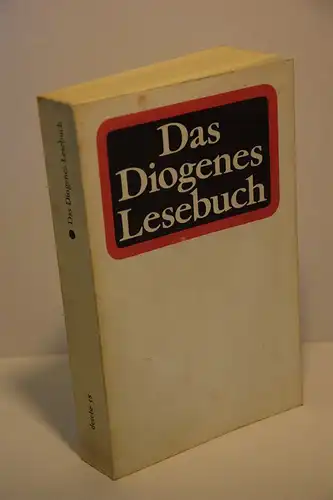 Das
Diogenes
Lesebuch
Das Diogenes Lesebuch